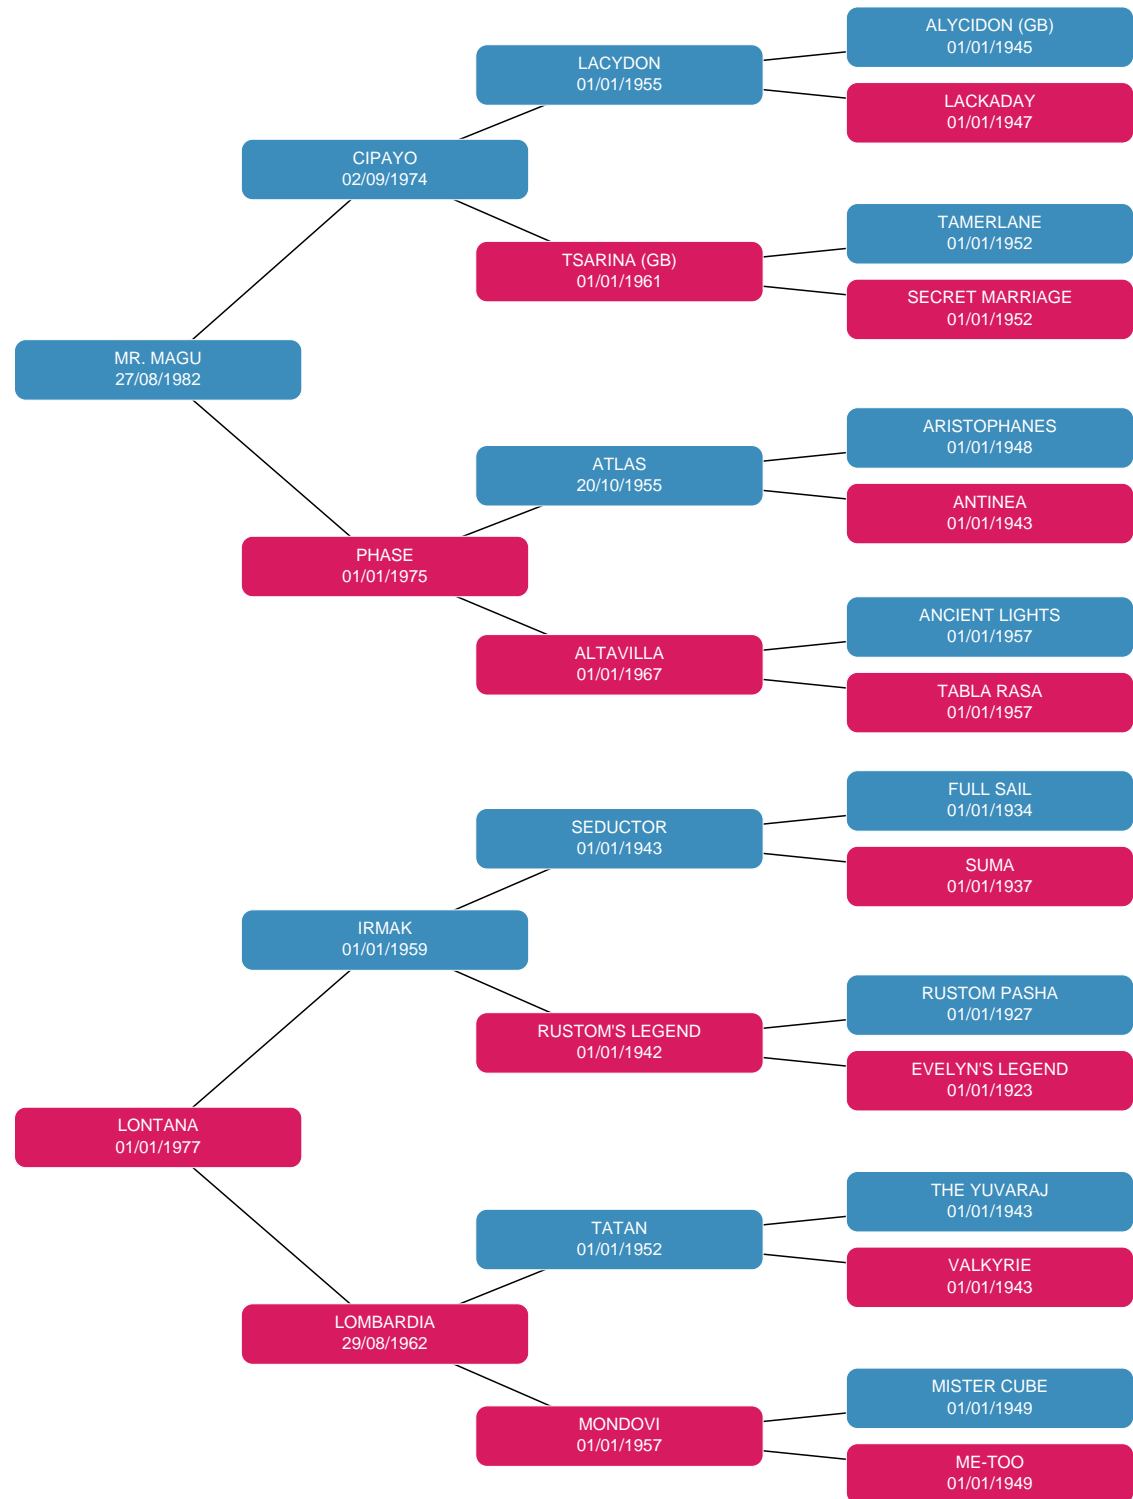 ALYCIDON (GB)
01/01/1945
LACYDON
01/01/1955
LACKADAY
01/01/1947
CIPAYO
02/09/1974
TAMERLANE
01/01/1952
TSARINA (GB)
01/01/1961
SECRET MARRIAGE
01/01/1952
MR. MAGU
27/08/1982
ARISTOPHANES
01/01/1948
ATLAS
20/10/1955
ANTINEA
01/01/1943
PHASE
01/01/1975
ANCIENT LIGHTS
01/01/1957
ALTAVILLA
01/01/1967
TABLA RASA
01/01/1957
FULL SAIL
01/01/1934
SEDUCTOR
01/01/1943
SUMA
01/01/1937
IRMAK
01/01/1959
RUSTOM PASHA
01/01/1927
RUSTOM'S LEGEND
01/01/1942
EVELYN'S LEGEND
01/01/1923
LONTANA
01/01/1977
THE YUVARAJ
01/01/1943
TATAN
01/01/1952
VALKYRIE
01/01/1943
LOMBARDIA
29/08/1962
MISTER CUBE
01/01/1949
MONDOVI
01/01/1957
ME-TOO
01/01/1949